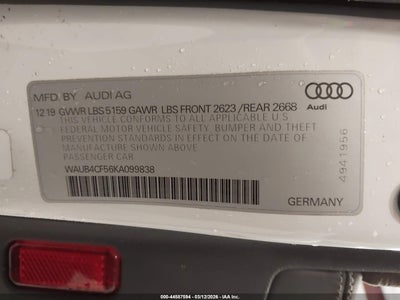 MFD. BY AUDI AG
12·19 GVWR LBS 5159 GAWR LBS FRONT 2623 /REAR 2668
THIS VEHICLE CONFORMS TO ALL APPLICABLE U S
FEDERAL MOTOR VEHICLE SAFETY, BUMPER AND THEFT
PREVENTION STANDARDS IN EFFECT ON THE DATE OF
MANUFACTURE SHOWN ABOVE
PASSENGER CAR
WAUB4CF56KA099838
GERMANY
Audi
4941956
000-44587594 - 03/12/2026 - IAA, Inc.